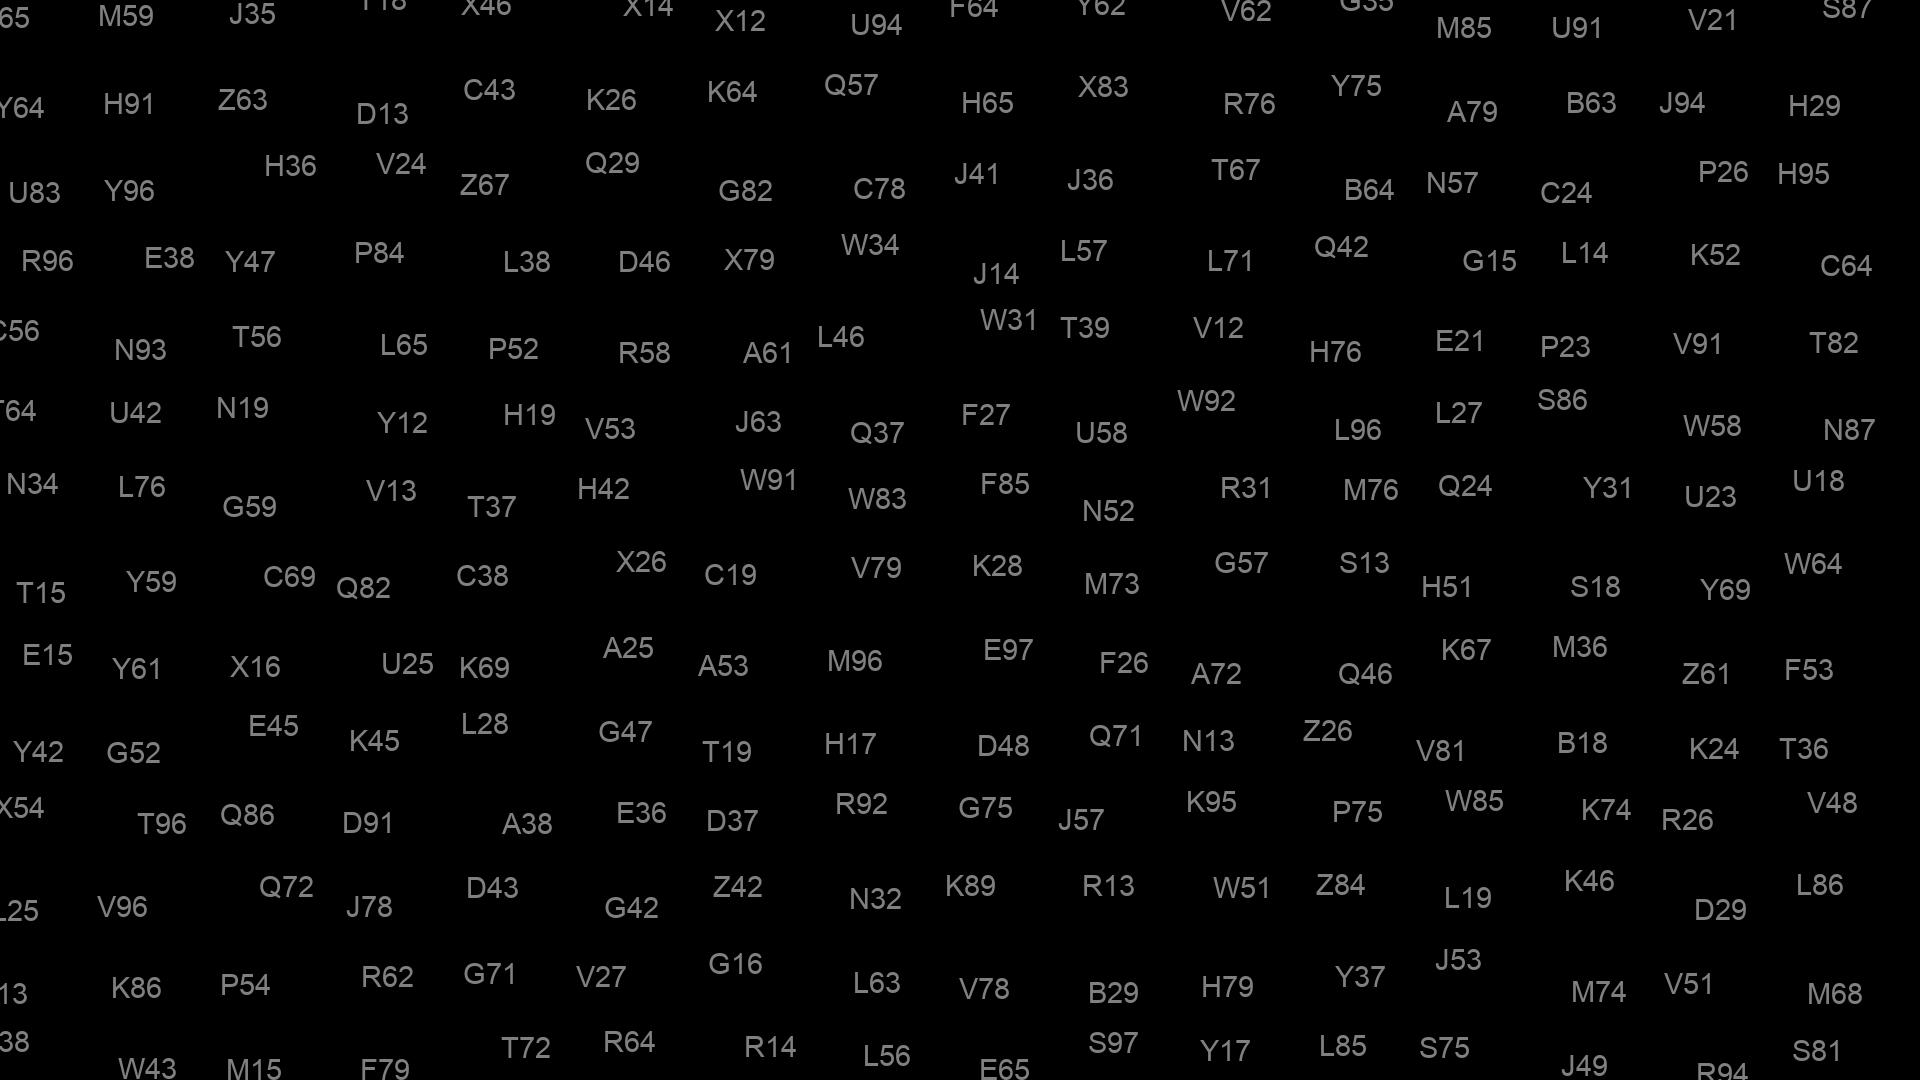 M59 J35 X46 X14 X12 U94 F64 Y62 V62 G35 M85 U91 V21 S87
Y64 H91 Z63 D13 C43 K26 K64 Q57 H65 X83 R76 Y75 A79 B63 J94 H29
U83 Y96 H36 V24 Z67 Q29 G82 C78 J41 J36 T67 B64 N57 C24 P26 H95
R96 E38 Y47 P84 L38 D46 X79 W34 J14 L57 L71 Q42 G15 L14 K52 C64
C56 N93 T56 L65 P52 R58 A61 L46 W31 T39 V12 H76 E21 P23 V91 T82
U42 N19 Y12 H19 V53 J63 Q37 F27 U58 W92 L96 L27 S86 W58 N87
N34 L76 G59 V13 T37 H42 W91 W83 F85 N52 R31 M76 Q24 Y31 U23 U18
T15 Y59 C69 Q82 C38 X26 C19 V79 K28 M73 G57 S13 H51 S18 Y69 W64
E15 Y61 X16 U25 K69 A25 A53 M96 E97 F26 A72 Q46 K67 M36 Z61 F53
Y42 G52 E45 K45 L28 G47 T19 H17 D48 Q71 N13 Z26 V81 B18 K24 T36
X54 T96 Q86 D91 A38 E36 D37 R92 G75 J57 K95 P75 W85 K74 R26 V48
L25 V96 Q72 J78 D43 G42 Z42 N32 K89 R13 W51 Z84 L19 K46 D29 L86
K86 P54 R62 G71 V27 G16 L63 V78 B29 H79 Y37 J53 M74 V51 M68
W43 M15 F79 T72 R64 R14 L56 E65 S97 Y17 L85 S75 J49 R94 S81